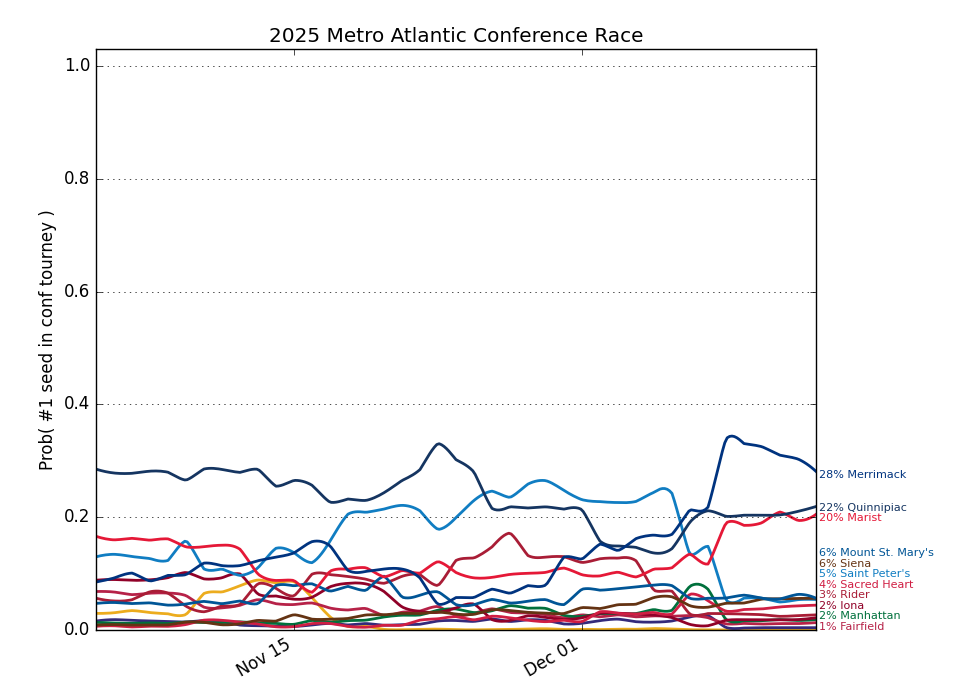 2025 Metro Atlantic Conference Race
Prob( #1 seed in conf tourney )
1.0
0.8
0.6
0.4
0.2
0.0
Nov 15
Dec 01
28% Merrimack
22% Quinnipiac
20% Marist
6% Mount St. Mary's
6% Siena
5% Saint Peter's
4% Sacred Heart
3% Rider
2% Iona
2% Manhattan
1% Fairfield